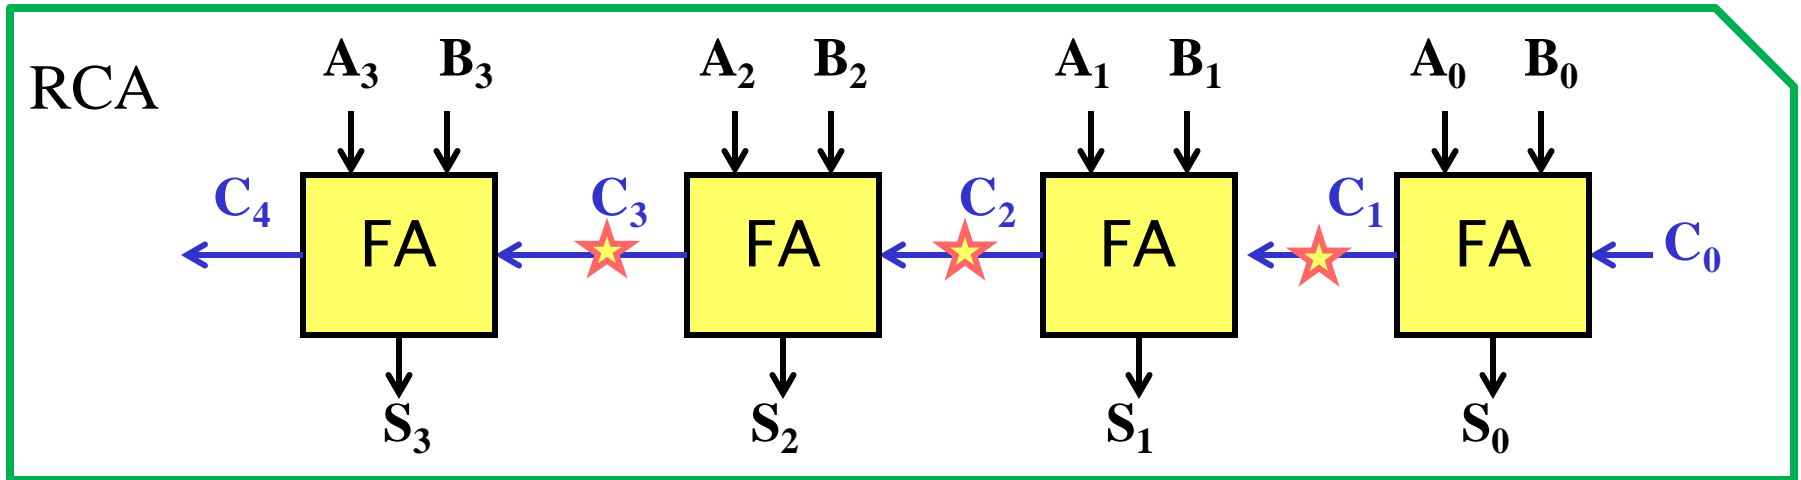 RCA
A3 B3 A2 B2 A1 B1 A0 B0
C4 FA C3 FA C2 FA C1 FA C0
S3 S2 S1 S0